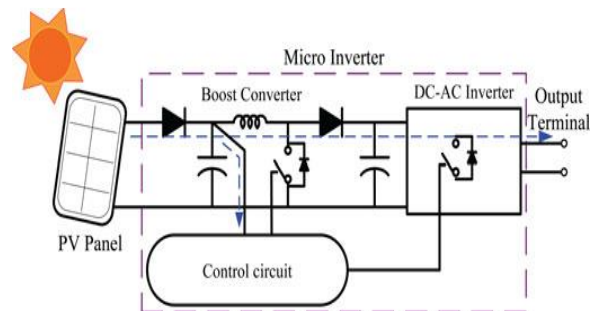 Micro Inverter
Boost Converter
DC-AC Inverter
Output
Terminal
PV Panel
Control circuit